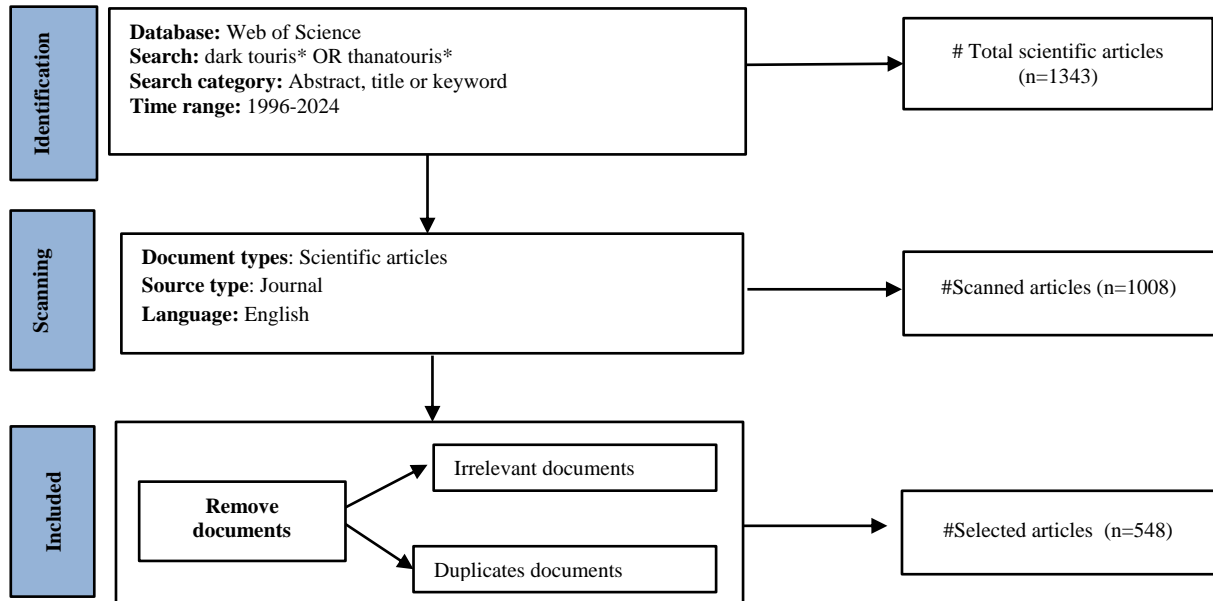 Identification
Database: Web of Science
Search: dark touris* OR thanatouris*
Search category: Abstract, title or keyword
Time range: 1996-2024
# Total scientific articles
(n=1343)
Scanning
Document types: Scientific articles
Source type: Journal
Language: English
#Scanned articles (n=1008)
Included
Remove
documents
Irrelevant documents
Duplicates documents
#Selected articles (n=548)